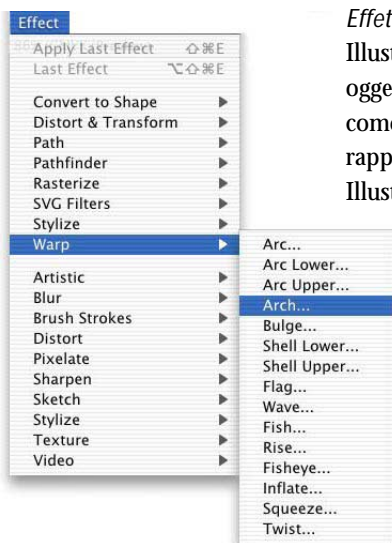 Effect
Apply Last Effect ⇧⌘E
Last Effect ⌥⇧⌘E
Convert to Shape
Distort & Transform
Path
Pathfinder
Rasterize
SVG Filters
Stylize
Warp
Artistic
Blur
Brush Strokes
Distort
Pixelate
Sharpen
Sketch
Stylize
Texture
Video
Arc...
Arc Lower...
Arc Upper...
Arch...
Bulge...
Shell Lower...
Shell Upper...
Flag...
Wave...
Fish...
Rise...
Fisheye...
Inflate...
Squeeze...
Twist...
Effet
Illust
ogge
come
rapp
Illust